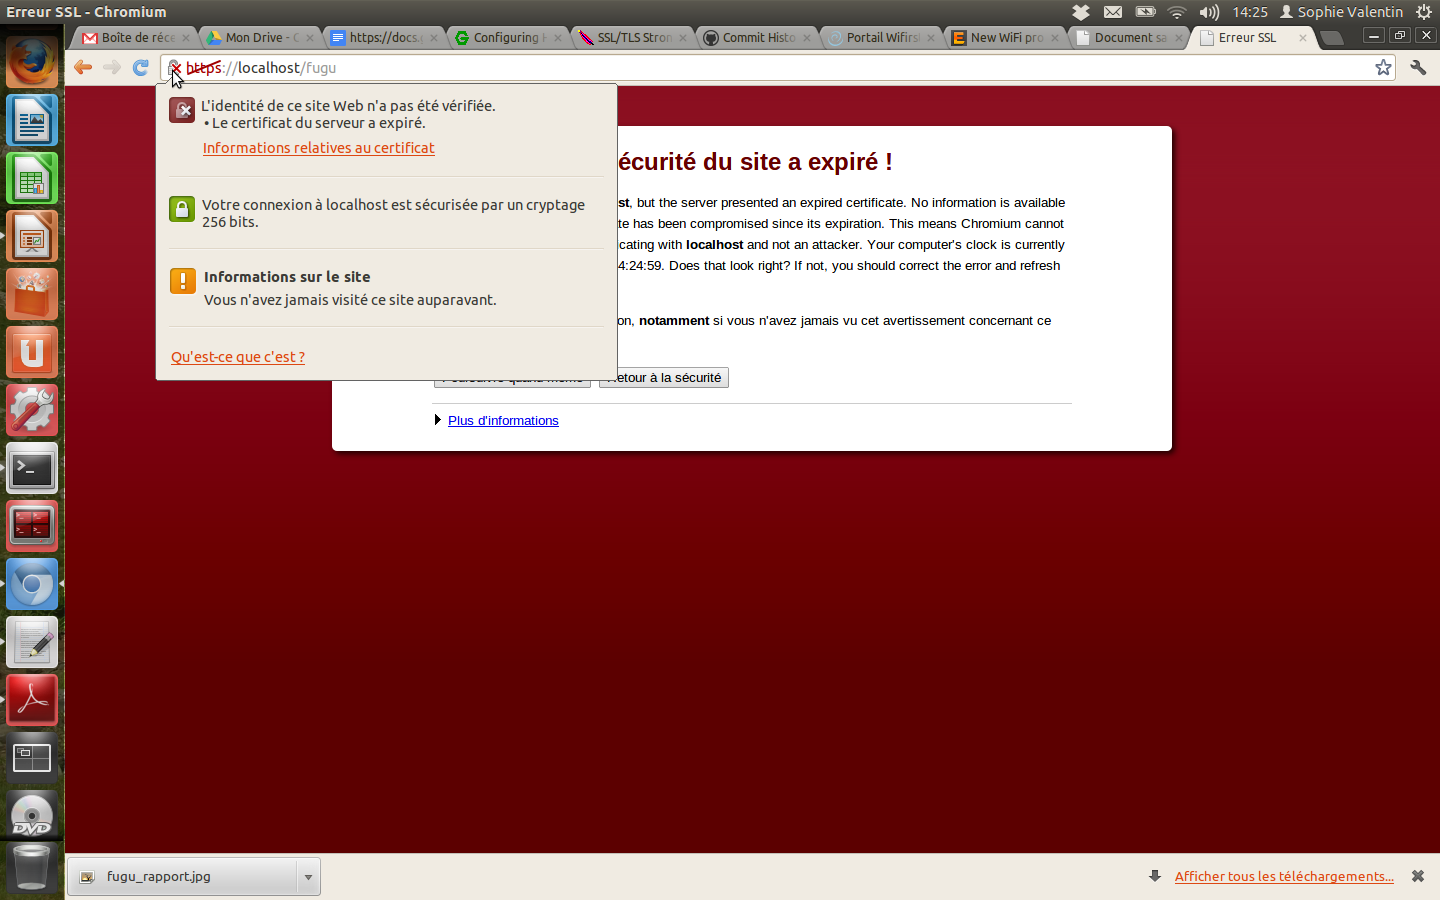 Erreur SSL - Chromium
14:25
Sophie Valentin
Boîte de réce
Mon Drive - C
https://docs.
Configuring
SSL/TLS Stron
Commit Histo
Portail Wifirs
New WiFi pro
Document sa
Erreur SSL
https://localhost/fugu
L'identité de ce site Web n'a pas été vérifiée.
• Le certificat du serveur a expiré.
Informations relatives au certificat
Votre connexion à localhost est sécurisée par un cryptage
256 bits.
Informations sur le site
Vous n'avez jamais visité ce site auparavant.
Qu'est-ce que c'est ?
écurité du site a expiré !
st, but the server presented an expired certificate. No information is available
te has been compromised since its expiration. This means Chromium cannot
icating with localhost and not an attacker. Your computer's clock is currently
4:24:59. Does that look right? If not, you should correct the error and refresh
on, notamment si vous n'avez jamais vu cet avertissement concernant ce
Retour à la sécurité
Plus d'informations
DVD
fugu_rapport.jpg
Afficher tous les téléchargements...